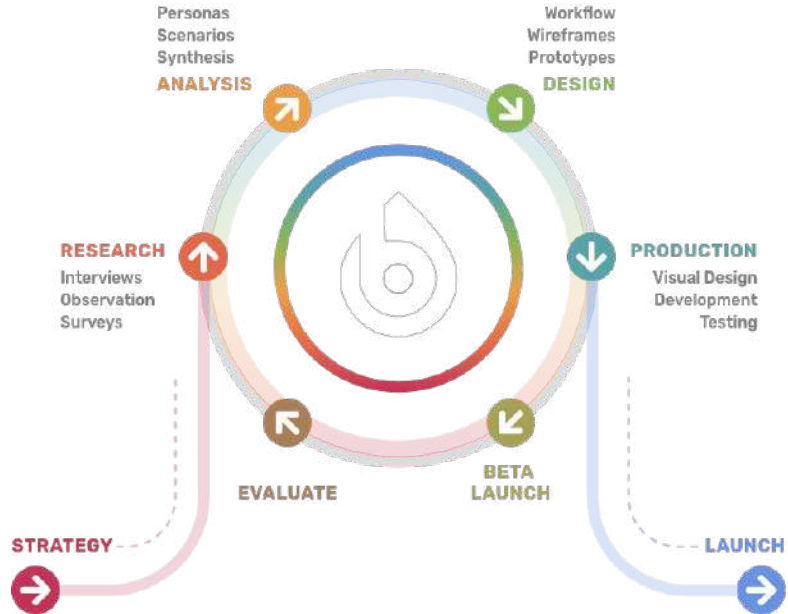 Personas
Scenarios
Synthesis
ANALYSIS
Workflow
Wireframes
Prototypes
DESIGN
RESEARCH
Interviews
Observation
Surveys
PRODUCTION
Visual Design
Development
Testing
EVALUATE
BETA
LAUNCH
STRATEGY
LAUNCH